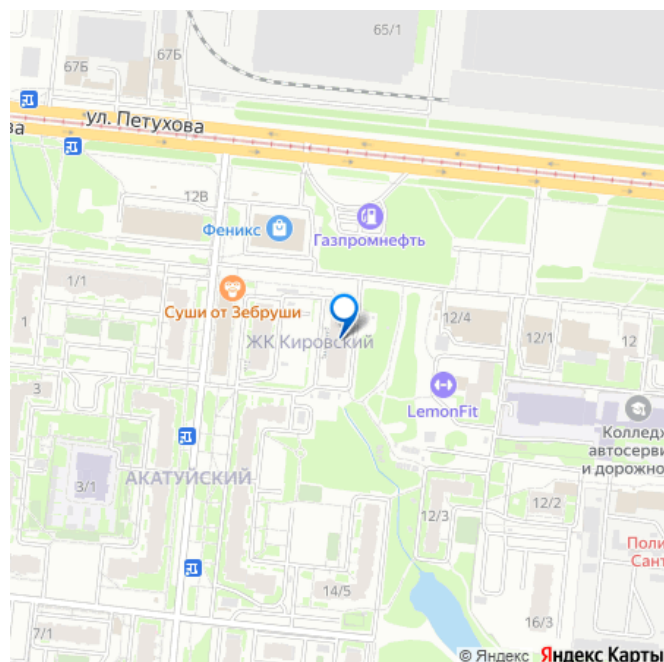 65/1
67Б
67Б
ул. Петухова
ва
12В
Феникс
Газпромнефть
1/1
Суши от Зебруши
1
ЖК Кировский
12/4
12/1
12
3
LemonFit
Колледж
автосерви
и дорожно
АКАТУЙСКИЙ
3/1
12/3
12/2
Поли
Сант
14/5
16/3
7/1
© Яндекс Яндекс Карты